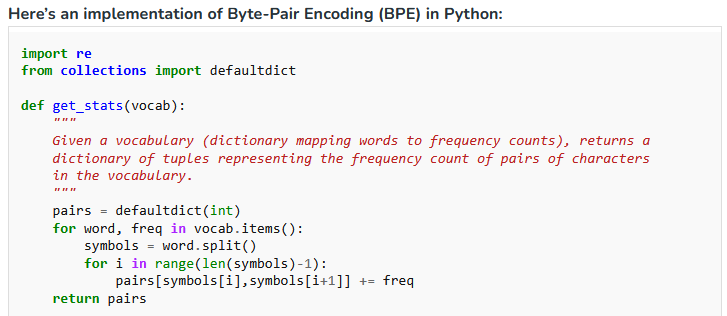 Here’s an implementation of Byte-Pair Encoding (BPE) in Python:
import re
from collections import defaultdict
def get_stats(vocab):
    """
    Given a vocabulary (dictionary mapping words to frequency counts), returns a
    dictionary of tuples representing the frequency count of pairs of characters
    in the vocabulary.
    """
    pairs = defaultdict(int)
    for word, freq in vocab.items():
        symbols = word.split()
        for i in range(len(symbols)-1):
            pairs[symbols[i],symbols[i+1]] += freq
    return pairs